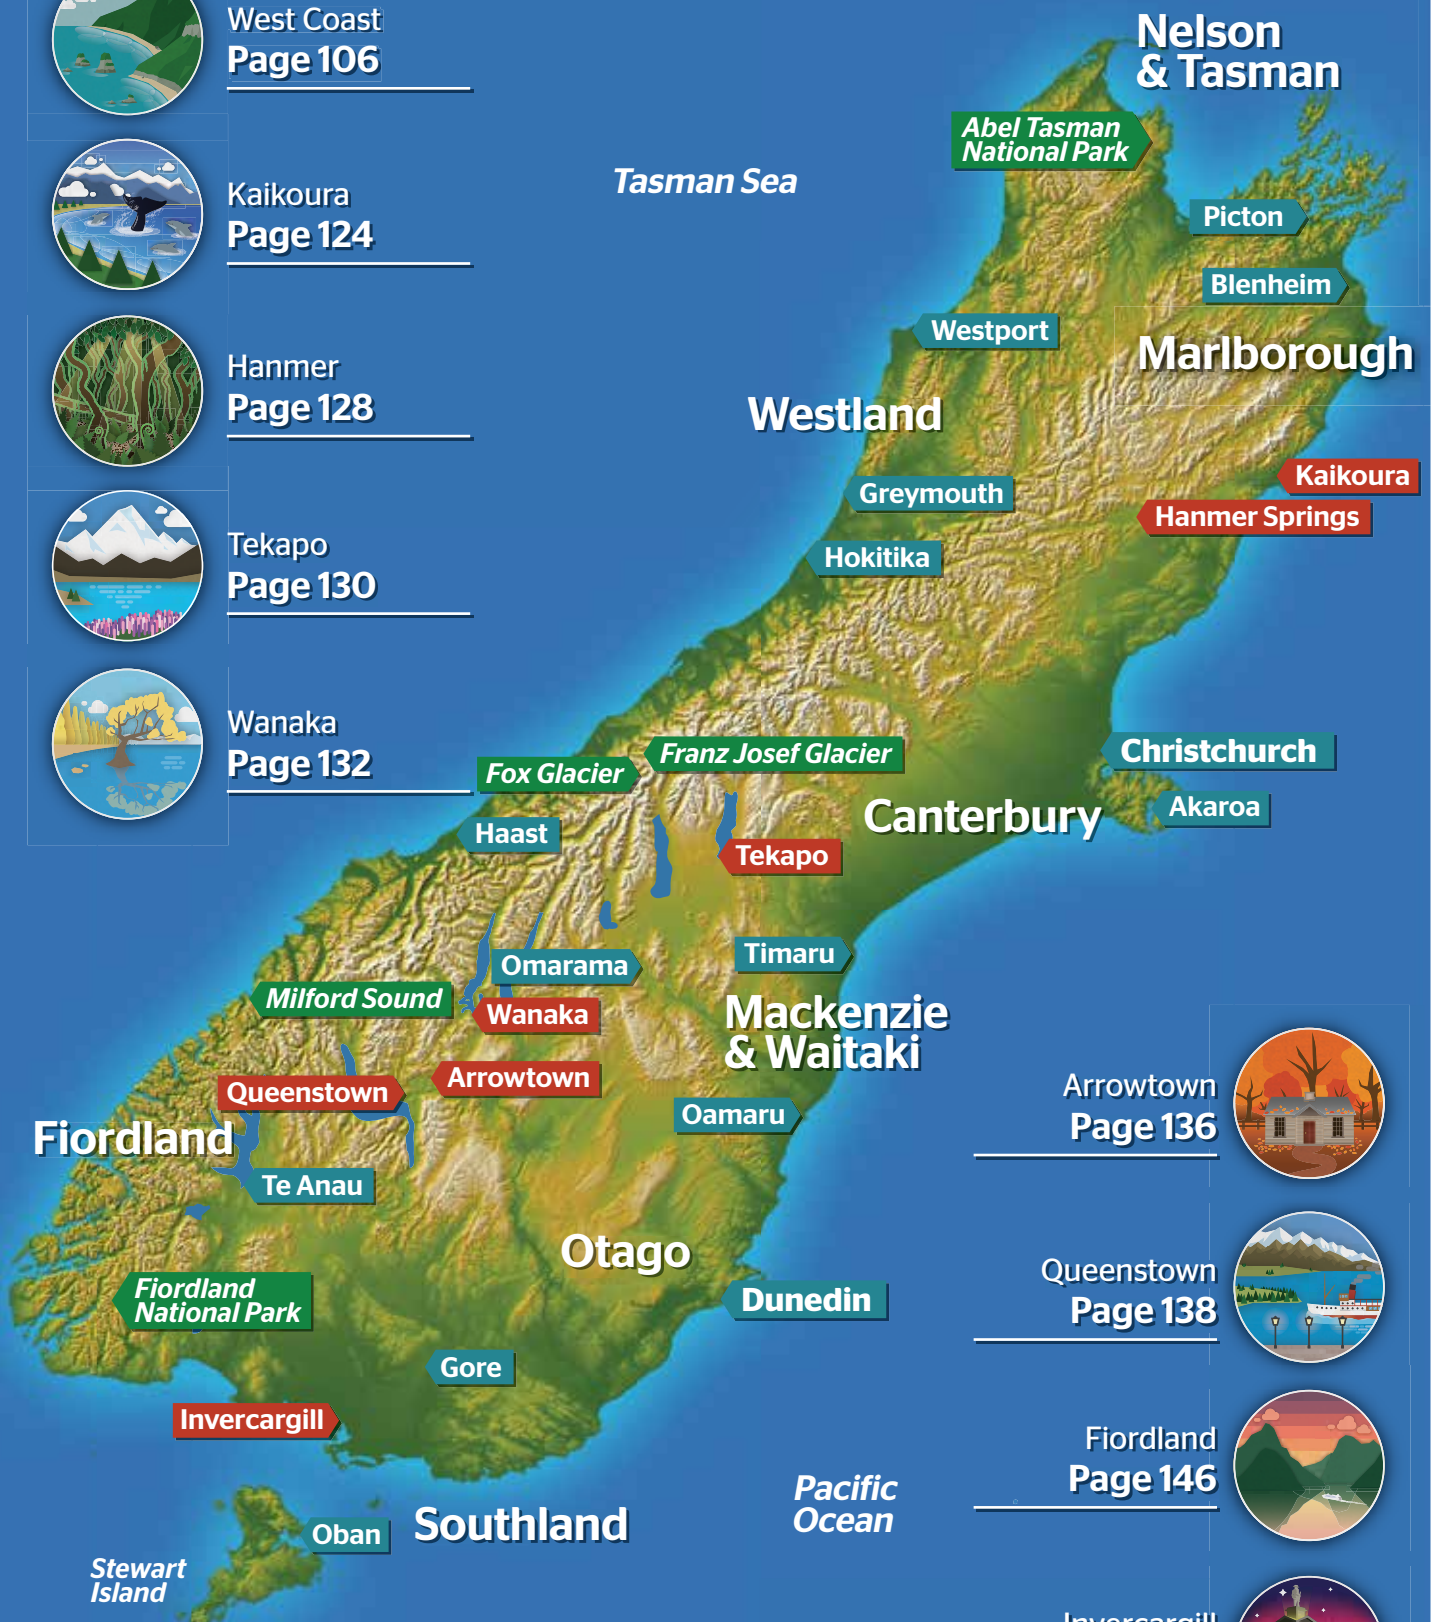 West Coast
Page 106
Kaikoura
Page 124
Hanmer
Page 128
Tekapo
Page 130
Wanaka
Page 132
Nelson
& Tasman
Abel Tasman
National Park
Tasman Sea
Picton
Blenheim
Westport
Marlborough
Westland
Kaikoura
Greymouth
Hanmer Springs
Hokitika
Christchurch
Franz Josef Glacier
Fox Glacier
Akaroa
Canterbury
Haast
Tekapo
Timaru
Omarama
Milford Sound
Wanaka
Mackenzie
& Waitaki
Arrowtown
Queenstown
Oamaru
Fiordland
Te Anau
Otago
Fiordland
National Park
Dunedin
Gore
Invercargill
Pacific
Ocean
Southland
Oban
Stewart
Island
Arrowtown
Page 136
Queenstown
Page 138
Fiordland
Page 146
Invercargill